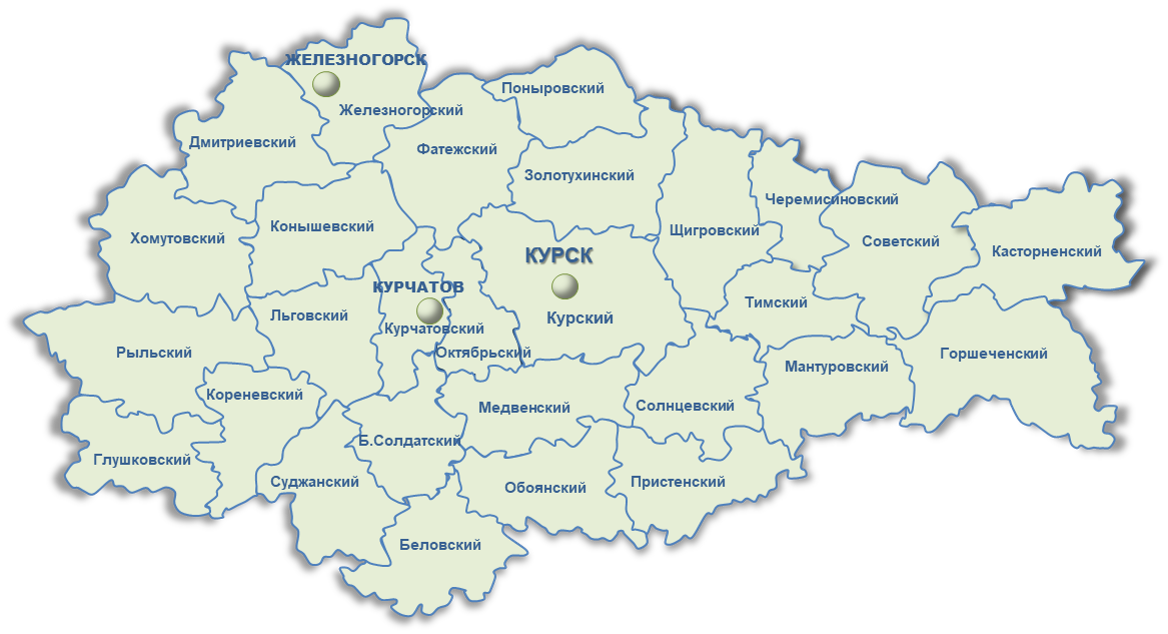 ЖЕЛЕЗНОГОРСК
Поныровский
Железногорский
Дмитриевский
Фатежский
Золотухинский
Черемисиновский
Конышевский
Щигровский
Хомутовский
Советский
Касторненский
КУРСК
КУРЧАТОВ
Тимский
Льговский
Курский
Курчатовский
Рыльский
Октябрьский
Горшеченский
Мантуровский
Кореневский
Медвенский
Солнцевский
Б.Солдатский
Глушковский
Суджанский
Обоянский
Пристенский
Беловский